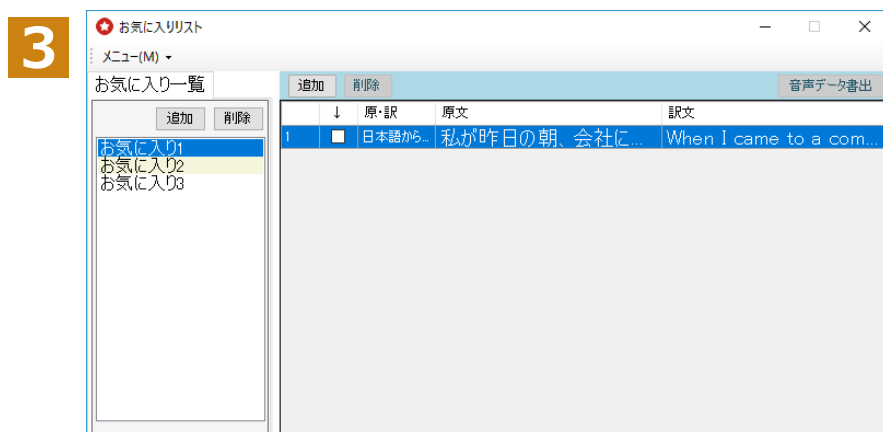 3
お気に入りリスト
メニュー(M)
お気に入り一覧
追加 削除 音声データ書出
追加 削除
↓ 原・訳 原文 訳文
1 日本語から... 私が昨日の朝、会社に... When I came to a com...
お気に入り1
お気に入り2
お気に入り3